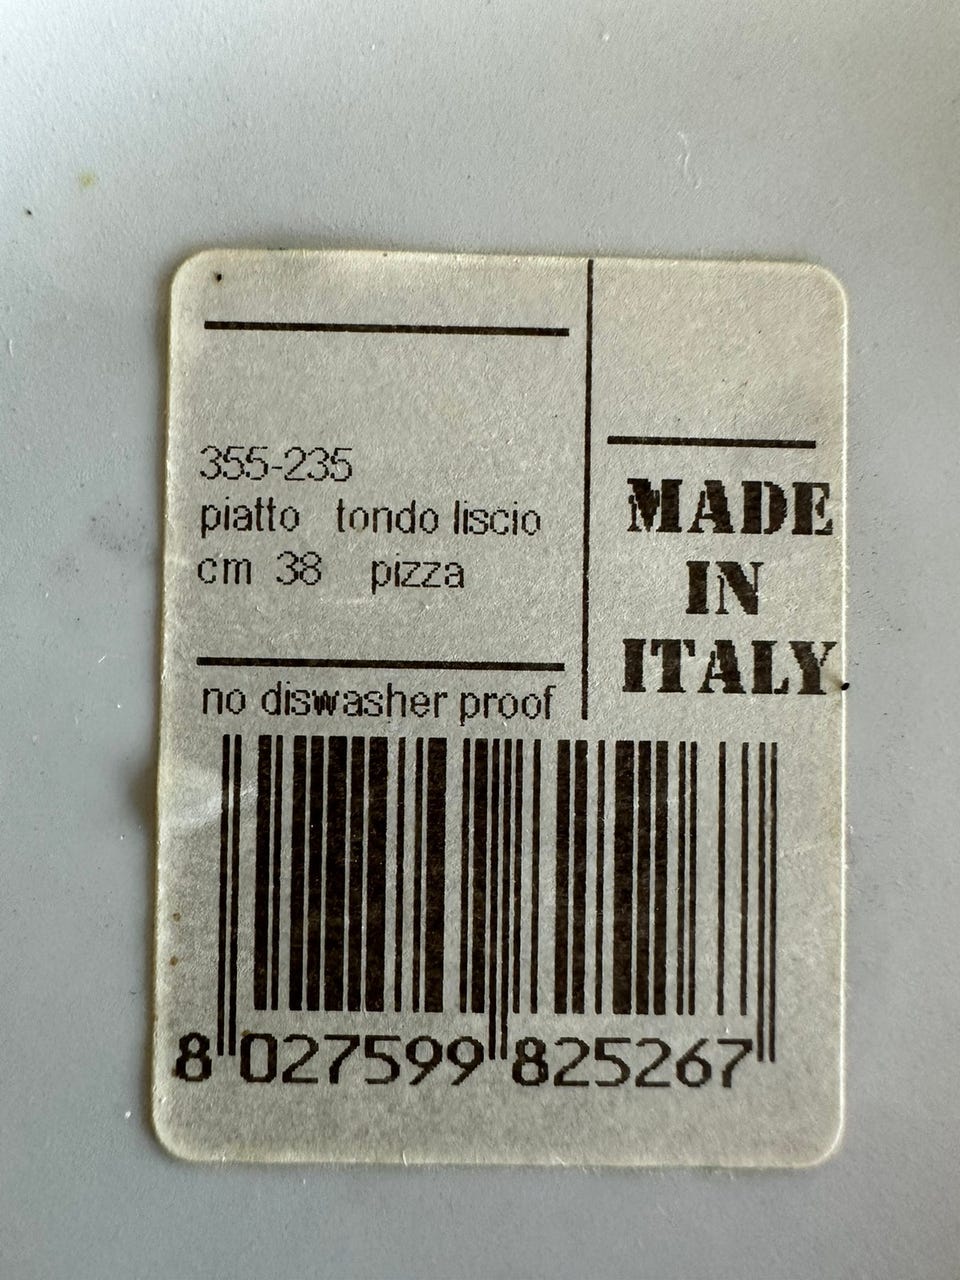 355-235
piatto tondo liscio
cm 38 pizza
no diswasher proof
MADE
IN
ITALY
8 027599 825267